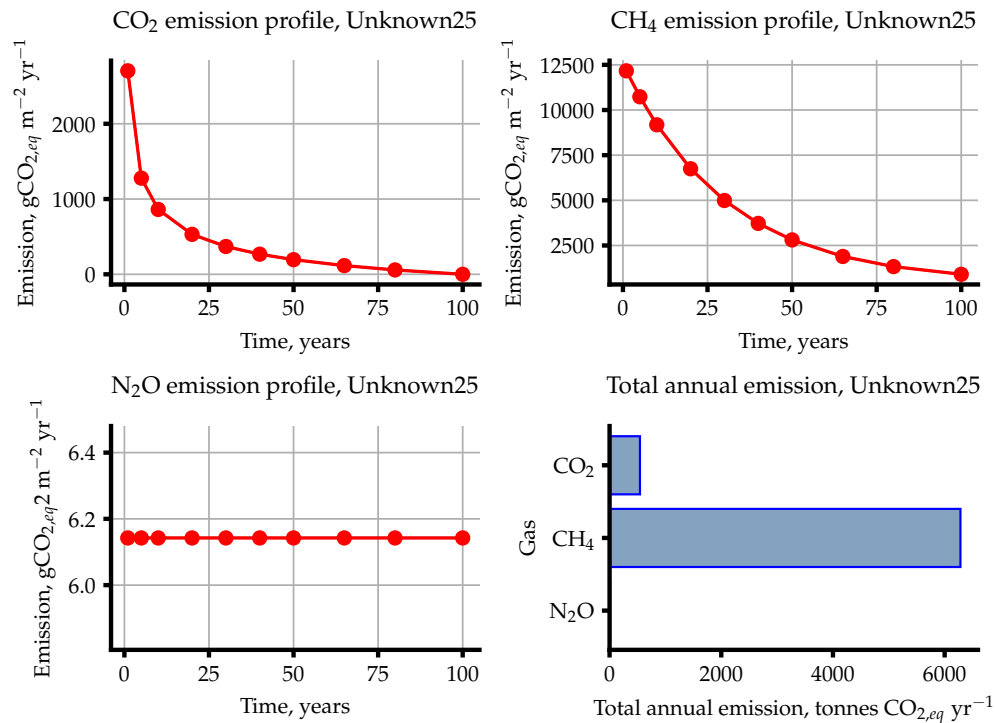 CO₂ emission profile, Unknown25
Emission, gCO₂,eq m⁻² yr⁻¹
2000
1000
0
0 25 50 75 100
Time, years
CH₄ emission profile, Unknown25
Emission, gCO₂,eq m⁻² yr⁻¹
12500
10000
7500
5000
2500
0 25 50 75 100
Time, years
N₂O emission profile, Unknown25
Emission, gCO₂,eq2 m⁻² yr⁻¹
6.4
6.2
6.0
0 25 50 75 100
Time, years
Total annual emission, Unknown25
Gas
CO₂
CH₄
N₂O
0 2000 4000 6000
Total annual emission, tonnes CO₂,eq yr⁻¹